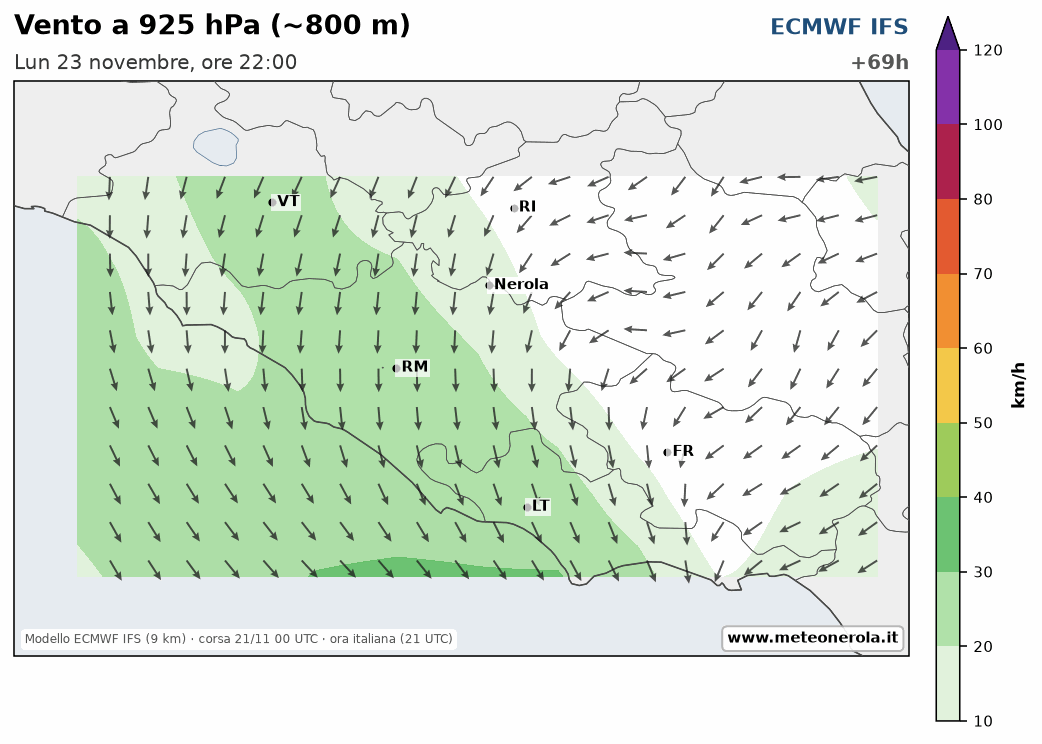 Vento a 925 hPa (~800 m)
ECMWF IFS
Lun 23 novembre, ore 22:00
+69h
VT
RI
Nerola
RM
FR
LT
120
100
80
70
60
50
40
30
20
10
km/h
Modello ECMWF IFS (9 km) · corsa 21/11 00 UTC · ora italiana (21 UTC)
www.meteonerola.it